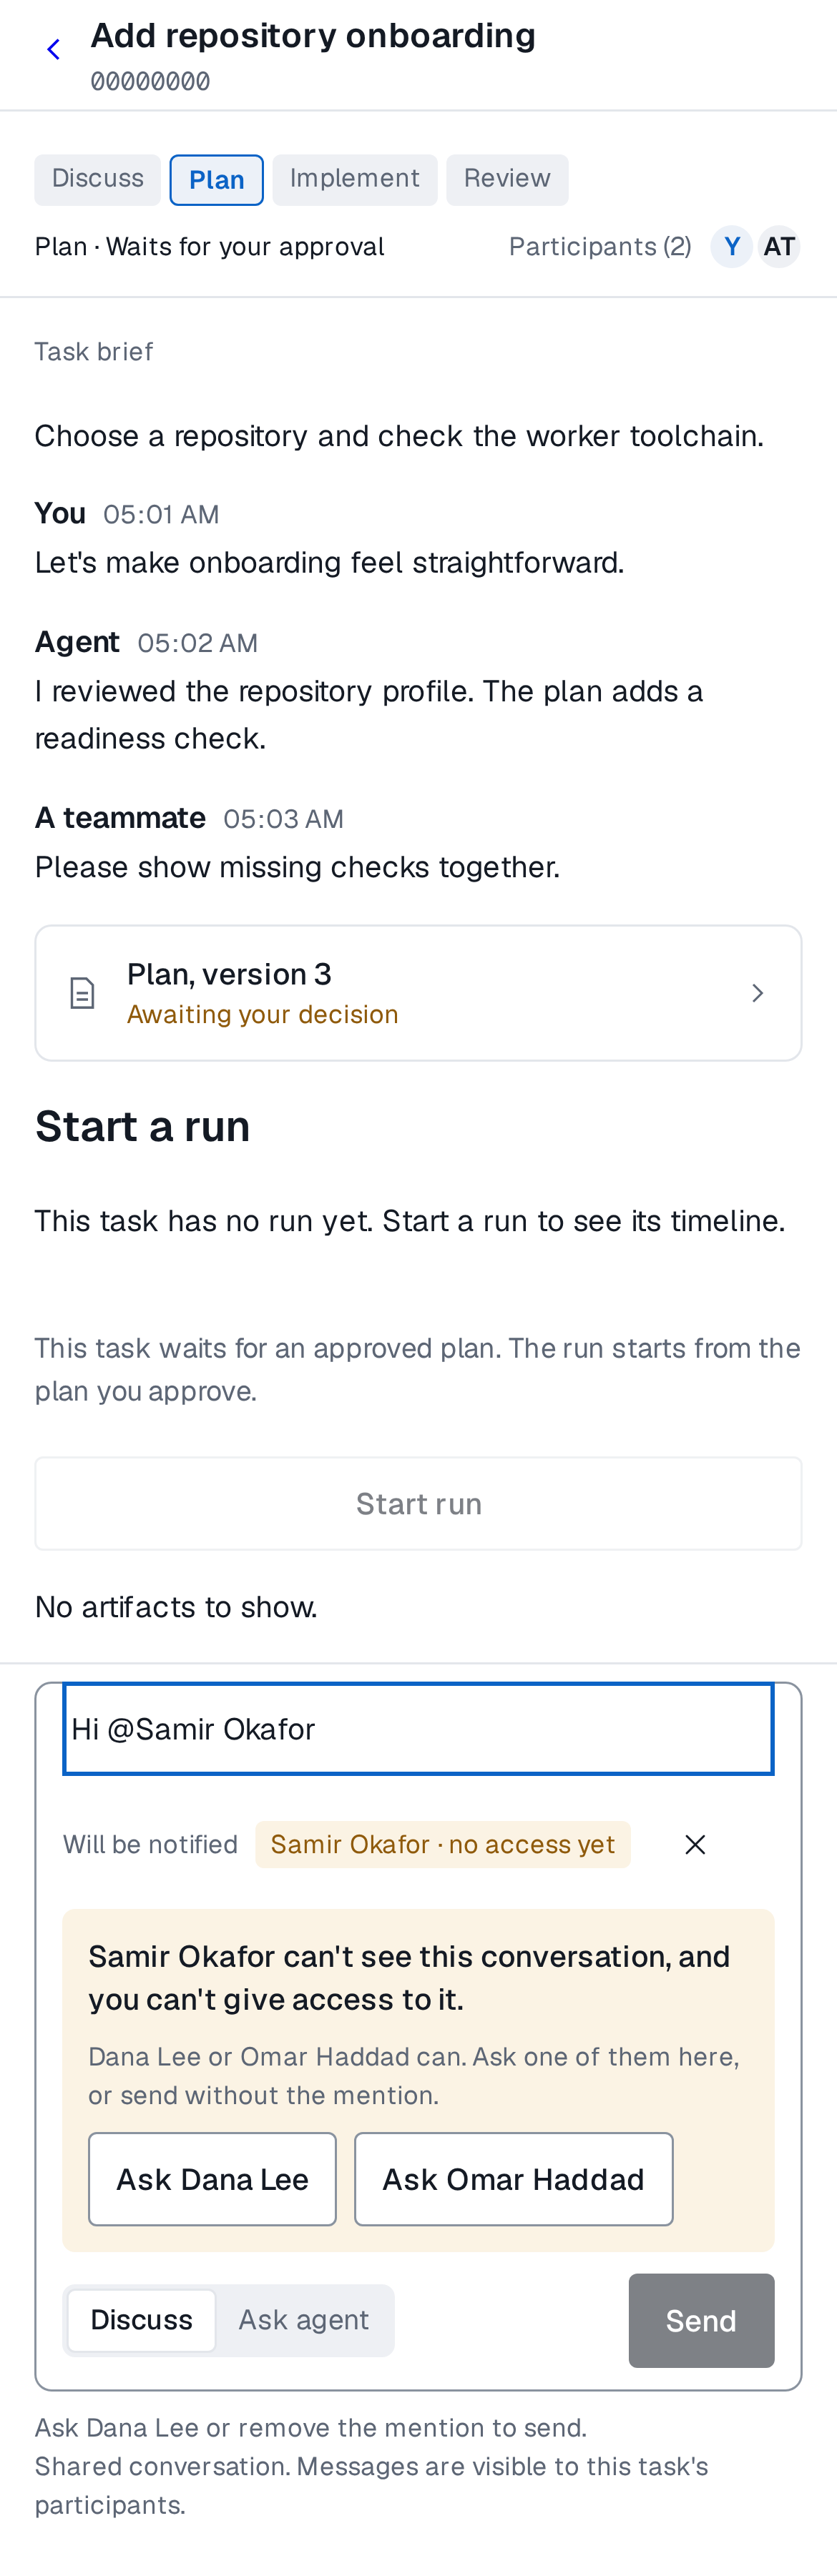 Add repository onboarding
00000000
Discuss
Plan
Implement
Review
Plan · Waits for your approval
Participants (2)
Y
AT
Task brief
Choose a repository and check the worker toolchain.
You 05:01 AM
Let's make onboarding feel straightforward.
Agent 05:02 AM
I reviewed the repository profile. The plan adds a
readiness check.
A teammate 05:03 AM
Please show missing checks together.
Plan, version 3
Awaiting your decision
Start a run
This task has no run yet. Start a run to see its timeline.
This task waits for an approved plan. The run starts from the
plan you approve.
Start run
No artifacts to show.
Hi @Samir Okafor
Will be notified
Samir Okafor · no access yet
Samir Okafor can't see this conversation, and
you can't give access to it.
Dana Lee or Omar Haddad can. Ask one of them here,
or send without the mention.
Ask Dana Lee
Ask Omar Haddad
Discuss
Ask agent
Send
Ask Dana Lee or remove the mention to send.
Shared conversation. Messages are visible to this task's
participants.